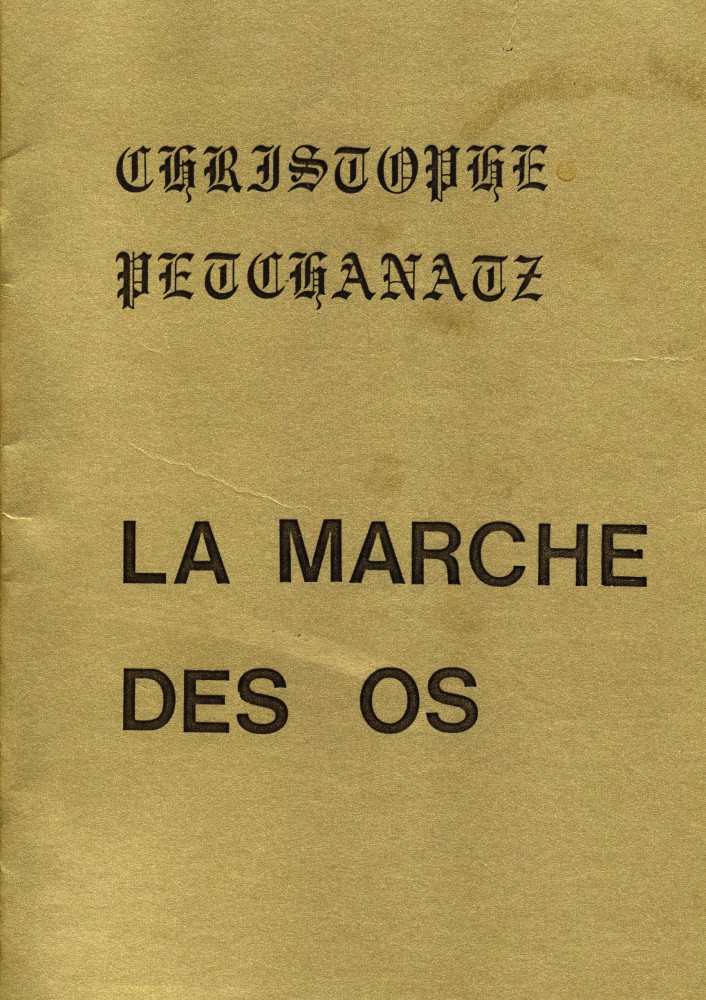 CHRISTOPHE
PETCHANATZ
LA MARCHE
DES OS